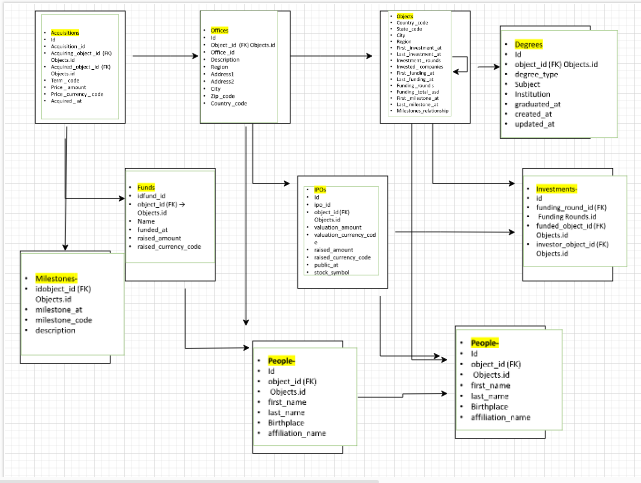 Acquisitions
Id
Acquisition_id
Acquiring_object_id (FK)
Objects.id
Acquired_object_id (FK)
Objects.id
Term_code
Price_amount
Price_currency_code
Acquired_at
Offices
Id
Object_id (FK) Objects.id
Office_id
Description
Region
Address1
Address2
City
Zip_code
Country_code
Objects
Country_code
State_code
City
Region
First_investment_at
Last_investment_at
Investment_rounds
Invested_companies
First_funding_at
Last_funding_at
Funding_rounds
Funding_total_usd
First_milestone_at
Last_milestone_at
Milestones_relationship
Degrees
Id
object_id (FK) Objects.id
degree_type
Subject
Institution
graduated_at
created_at
updated_at
Funds
idfund_id
object_id (FK) →
Objects.id
Name
funded_at
raised_amount
raised_currency_code
IPOs
Id
Ipo_id
object_id (FK)
Objects.id
valuation_amount
valuation_currency_cod
e
raised_amount
raised_currency_code
public_at
stock_symbol
Investments-
id
funding_round_id (FK)
Funding Rounds.id
funded_object_id (FK)
Objects.id
investor_object_id (FK)
Objects.id
Milestones-
idobject_id (FK)
Objects.id
milestone_at
milestone_code
description
People-
Id
object_id (FK)
Objects.id
first_name
last_name
Birthplace
affiliation_name
People-
Id
object_id (FK)
Objects.id
first_name
last_name
Birthplace
affiliation_name